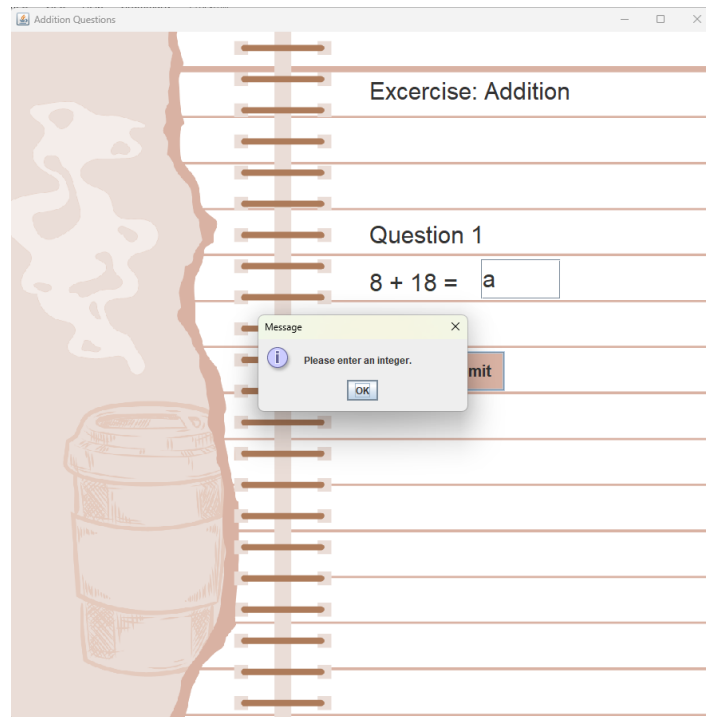 Addition Questions
Excercise: Addition
Question 1
8 + 18 = a
Message
Please enter an integer.
mit
OK